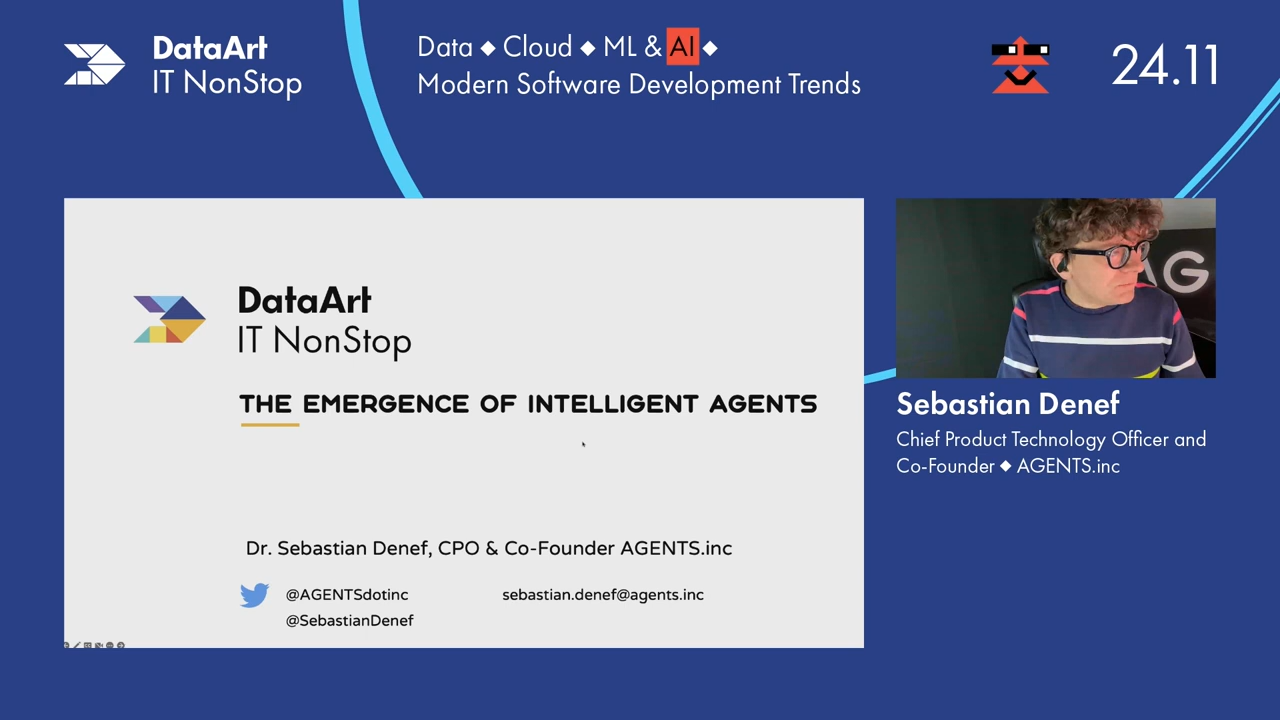 DataArt
IT NonStop
Data ◆ Cloud ◆ ML & AI ◆
Modern Software Development Trends
24.11
DataArt
IT NonStop
THE EMERGENCE OF INTELLIGENT AGENTS
Dr. Sebastian Denef, CPO & Co-Founder AGENTS.inc
@AGENTSdotinc
sebastian.denef@agents.inc
@SebastianDenef
AG
Sebastian Denef
Chief Product Technology Officer and
Co-Founder ◆ AGENTS.inc